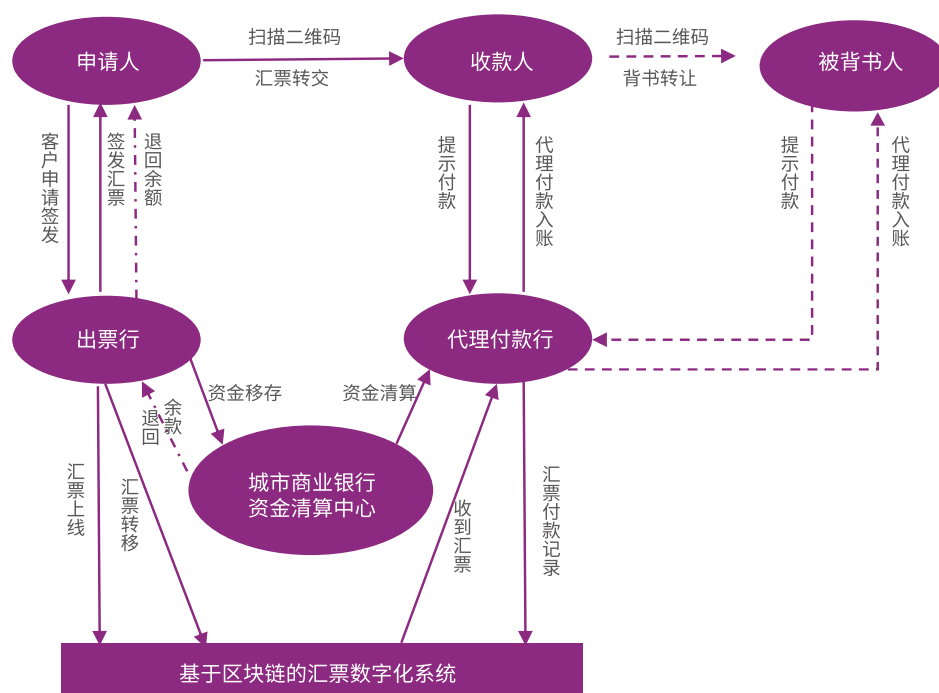 申请人
扫描二维码
汇票转交
收款人
扫描二维码
背书转让
被背书人
客户申请签发
签发汇票
退回余额
提示付款
代理付款入账
提示付款
代理付款入账
出票行
代理付款行
资金移存
资金清算
退回
余款
城市商业银行
资金清算中心
汇票上线
汇票转移
收到汇票
汇票付款记录
基于区块链的汇票数字化系统